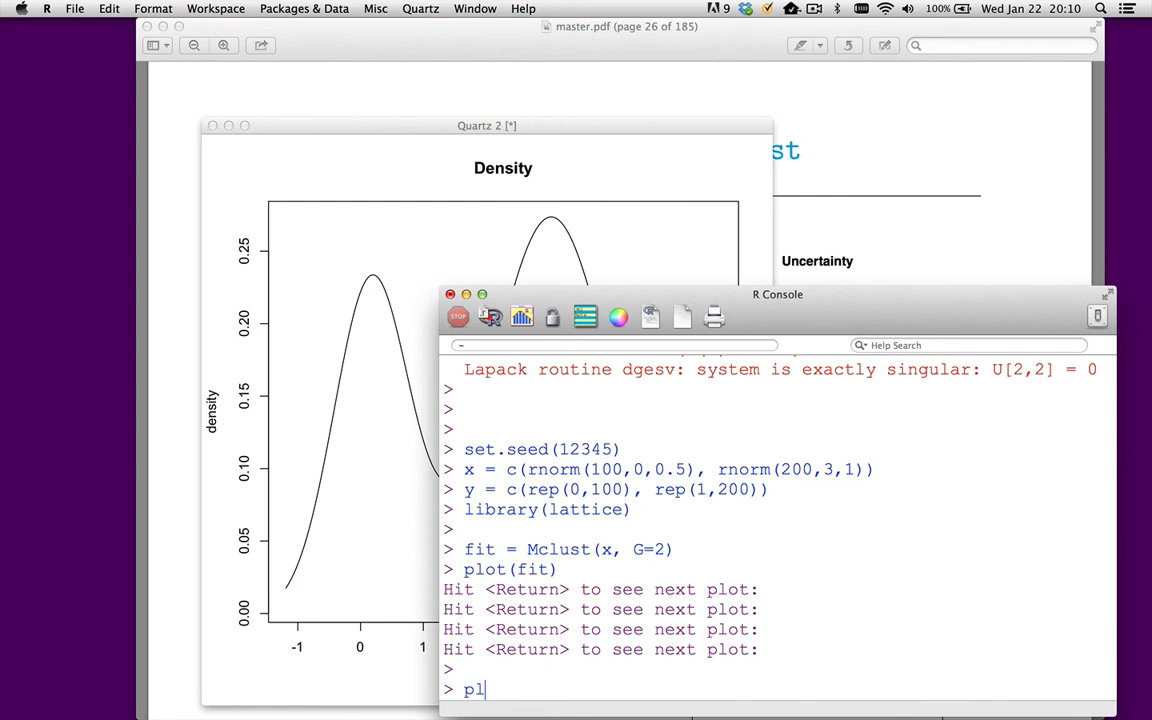 R File Edit Format Workspace Packages & Data Misc Quartz Window Help 9 100% Wed Jan 22 20:10
master.pdf (page 26 of 185)
Quartz 2 [*]
Density
st
Uncertainty
density
0.25
0.20
0.15
0.10
0.05
0.00
-1 0 1
R Console
STOP
~
Help Search
Lapack routine dgesv: system is exactly singular: U[2,2] = 0
>
>
>
> set.seed(12345)
> x = c(rnorm(100,0,0.5), rnorm(200,3,1))
> y = c(rep(0,100), rep(1,200))
> library(lattice)
>
> fit = Mclust(x, G=2)
> plot(fit)
Hit <Return> to see next plot:
Hit <Return> to see next plot:
Hit <Return> to see next plot:
Hit <Return> to see next plot:
>
> pl